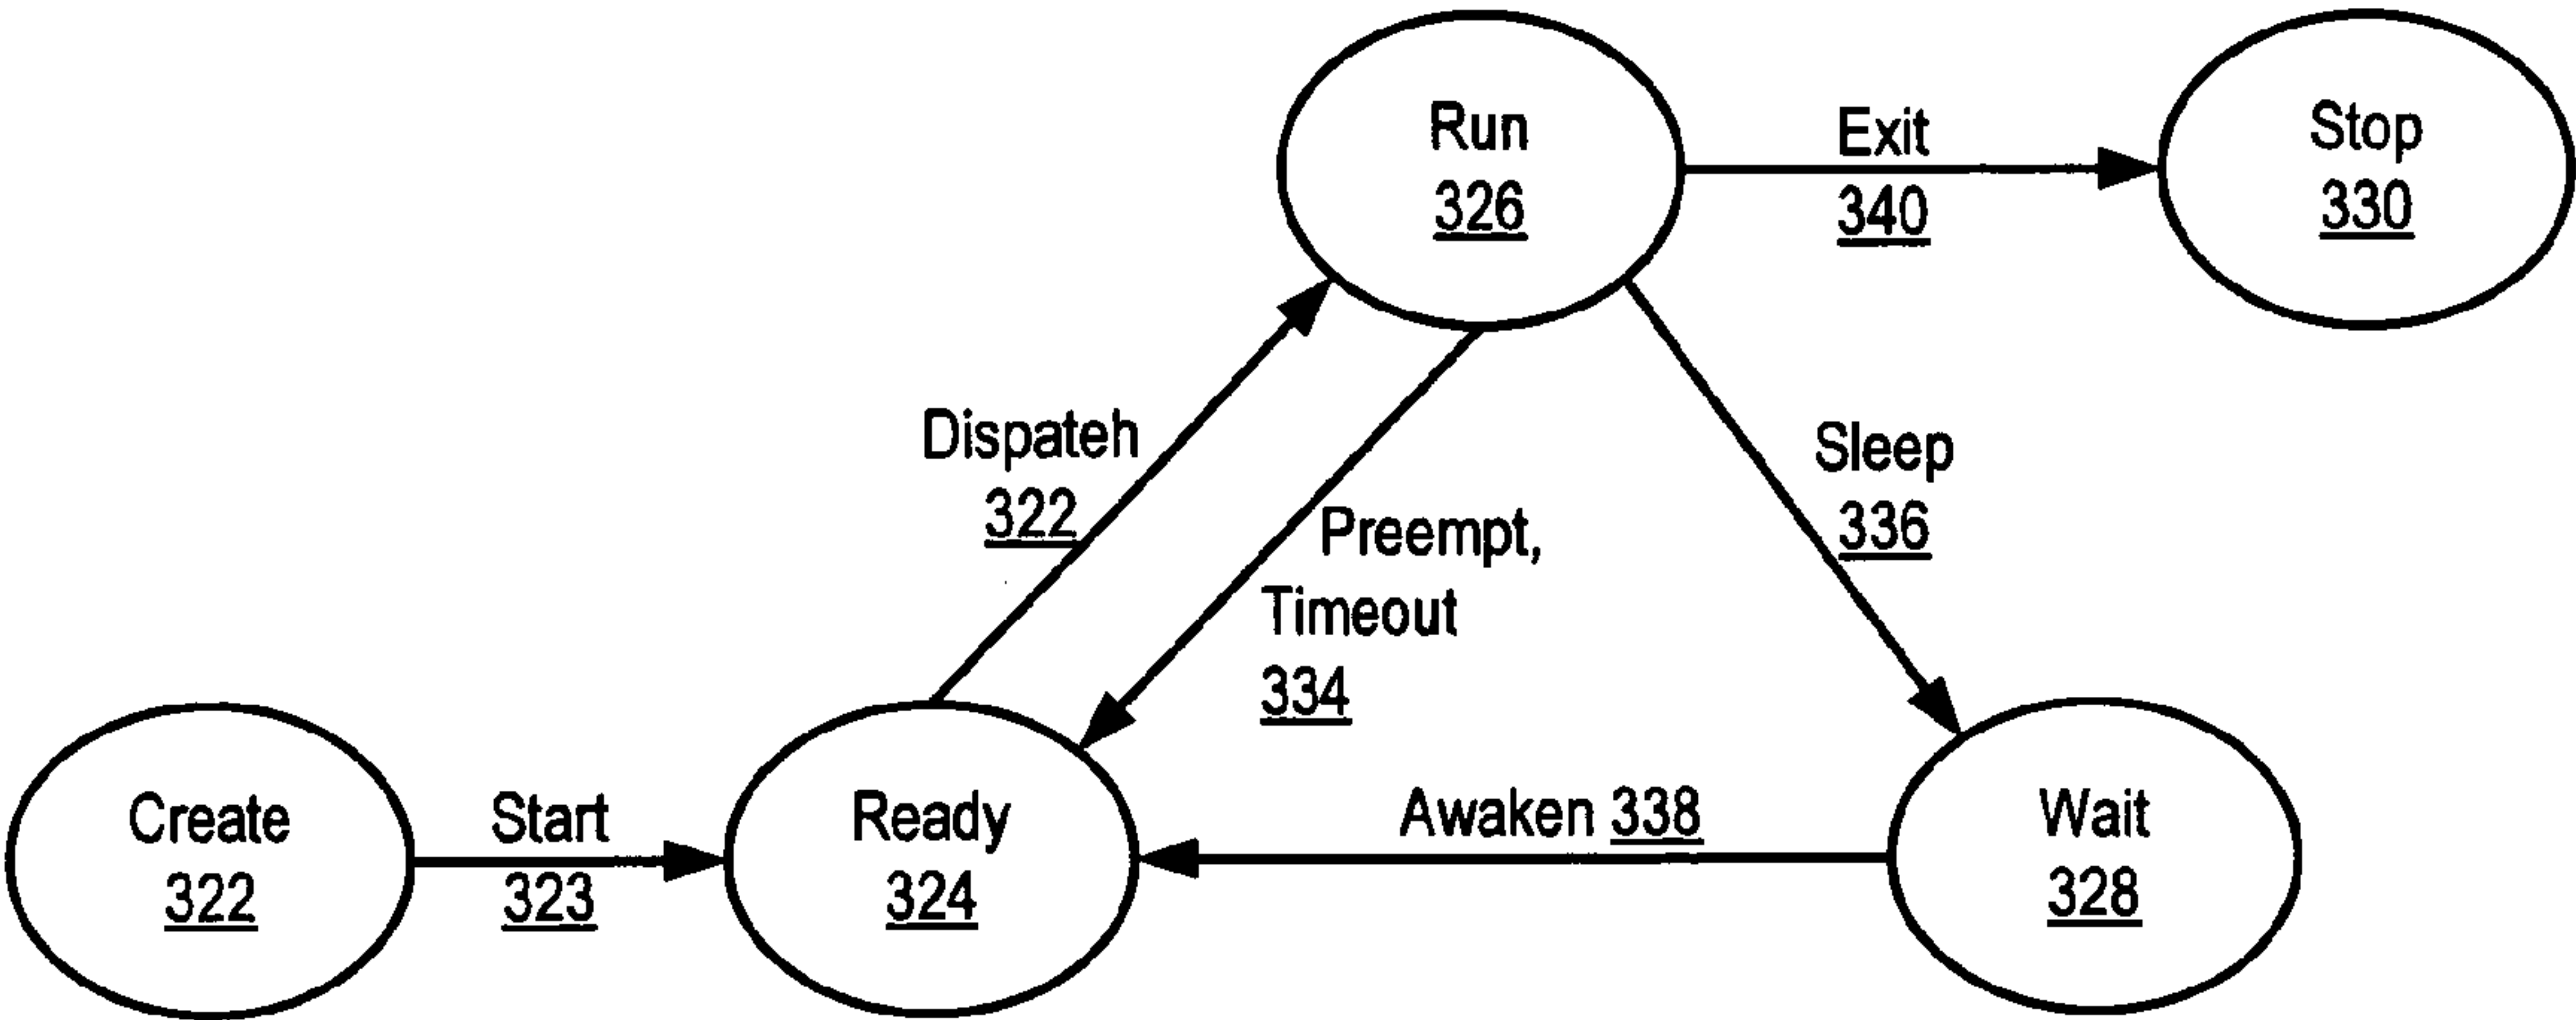 Run
326
Exit
340
Stop
330
Dispateh
322
Preempt,
Timeout
334
Sleep
336
Create
322
Start
323
Ready
324
Awaken 338
Wait
328